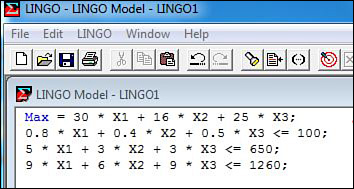 LINGO - LINGO Model - LINGO1
File Edit LINGO Window Help
LINGO Model - LINGO1
Max = 30 * X1 + 16 * X2 + 25 * X3;
0.8 * X1 + 0.4 * X2 + 0.5 * X3 <= 100;
5 * X1 + 3 * X2 + 3 * X3 <= 650;
9 * X1 + 6 * X2 + 9 * X3 <= 1260;